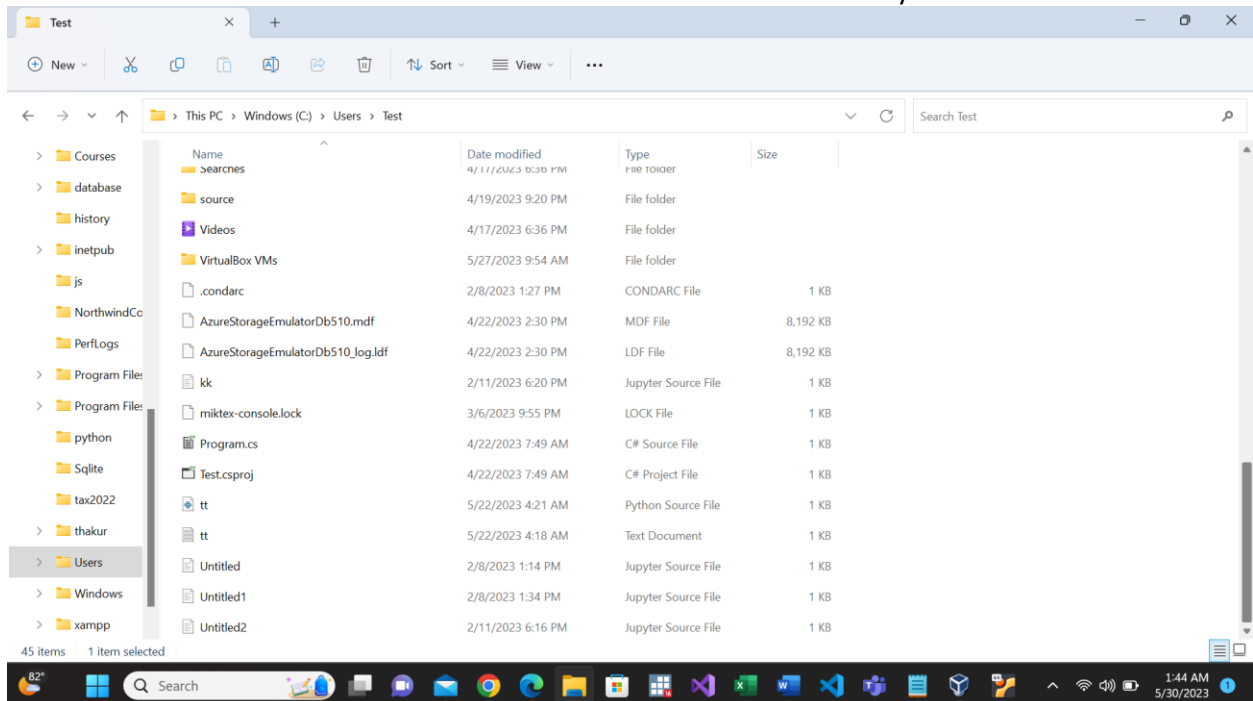 Test
New
Sort
View
This PC > Windows (C:) > Users > Test
Search Test
Courses
database
history
inetpub
js
NorthwindCo
PerfLogs
Program Files
Program Files
python
Sqlite
tax2022
thakur
Users
Windows
xampp
Name Date modified Type Size
Searches 4/17/2023 6:36 PM File folder
source 4/19/2023 9:20 PM File folder
Videos 4/17/2023 6:36 PM File folder
VirtualBox VMs 5/27/2023 9:54 AM File folder
.condarc 2/8/2023 1:27 PM CONDARC File 1 KB
AzureStorageEmulatorDb510.mdf 4/22/2023 2:30 PM MDF File 8,192 KB
AzureStorageEmulatorDb510_log.ldf 4/22/2023 2:30 PM LDF File 8,192 KB
kk 2/11/2023 6:20 PM Jupyter Source File 1 KB
miktex-console.lock 3/6/2023 9:55 PM LOCK File 1 KB
Program.cs 4/22/2023 7:49 AM C# Source File 1 KB
Test.csproj 4/22/2023 7:49 AM C# Project File 1 KB
tt 5/22/2023 4:21 AM Python Source File 1 KB
tt 5/22/2023 4:18 AM Text Document 1 KB
Untitled 2/8/2023 1:14 PM Jupyter Source File 1 KB
Untitled1 2/8/2023 1:34 PM Jupyter Source File 1 KB
Untitled2 2/11/2023 6:16 PM Jupyter Source File 1 KB
45 items 1 item selected
82°
Search
1:44 AM
5/30/2023
1